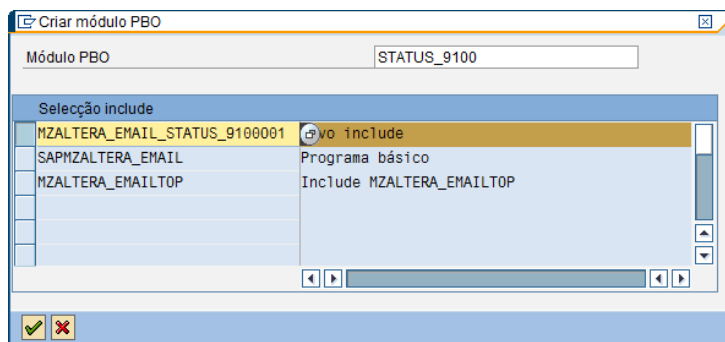 Criar módulo PBO
Módulo PBO STATUS_9100
Selecção include
MZALTERA_EMAIL_STATUS_9100001 vo include
SAPMZALTERA_EMAIL Programa básico
MZALTERA_EMAILTOP Include MZALTERA_EMAILTOP